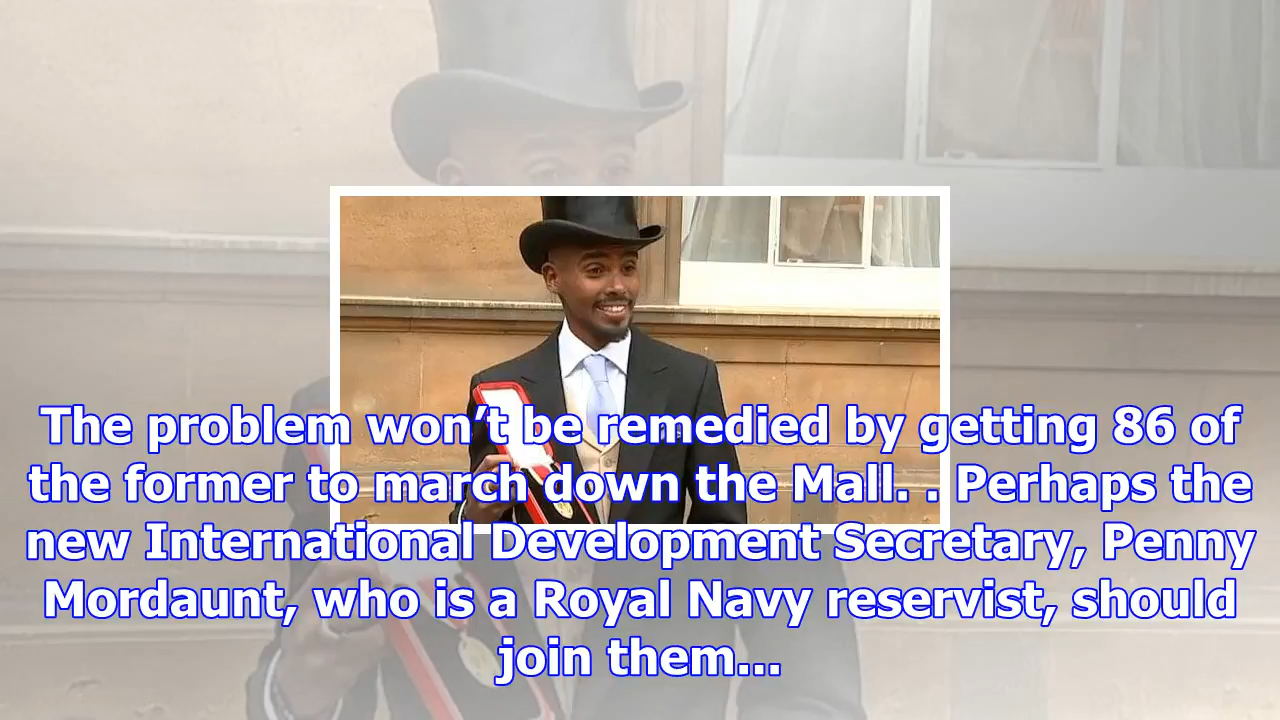 The problem won’t be remedied by getting 86 of
the former to march down the Mall. . Perhaps the
new International Development Secretary, Penny
Mordaunt, who is a Royal Navy reservist, should
join them...